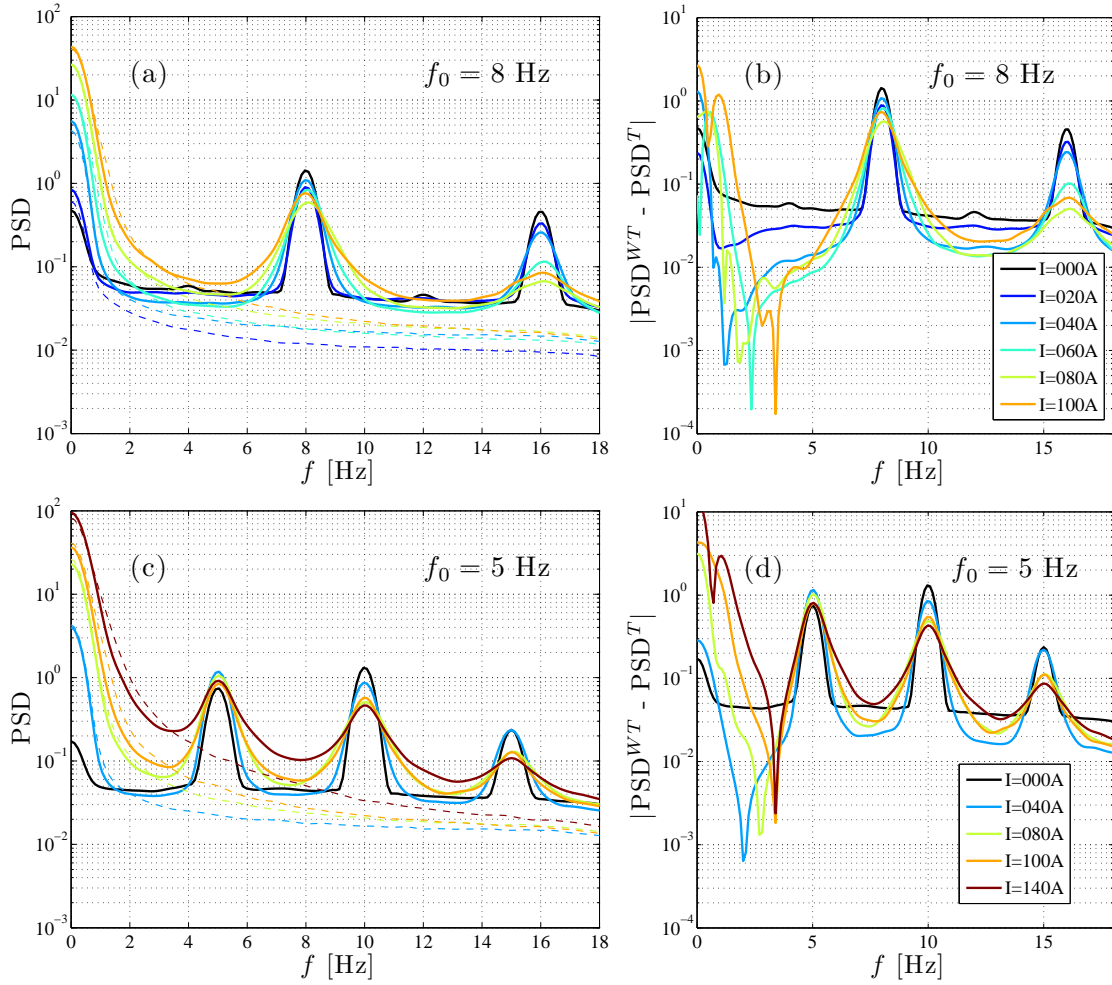 10^2
10^1
10^0
10^-1
10^-2
10^-3
PSD
(a)
f_0 = 8 Hz
0 2 4 6 8 10 12 14 16 18
f [Hz]
10^1
10^0
10^-1
10^-2
10^-3
10^-4
|PSD^WT - PSD^T|
(b)
f_0 = 8 Hz
I=000A
I=020A
I=040A
I=060A
I=080A
I=100A
0 5 10 15
f [Hz]
10^2
10^1
10^0
10^-1
10^-2
10^-3
PSD
(c)
f_0 = 5 Hz
0 2 4 6 8 10 12 14 16 18
f [Hz]
10^1
10^0
10^-1
10^-2
10^-3
10^-4
|PSD^WT - PSD^T|
(d)
f_0 = 5 Hz
I=000A
I=040A
I=080A
I=100A
I=140A
0 5 10 15
f [Hz]